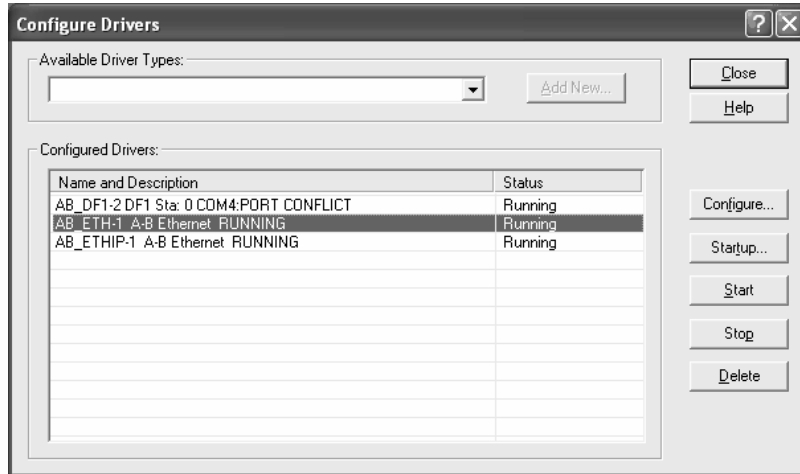 Configure Drivers
Available Driver Types:
Add New...
Close
Help
Configured Drivers:
Name and Description Status
AB_DF1-2 DF1 Sta: 0 COM4:PORT CONFLICT Running
AB_ETH-1 A-B Ethernet RUNNING Running
AB_ETHIP-1 A-B Ethernet RUNNING Running
Configure...
Startup...
Start
Stop
Delete